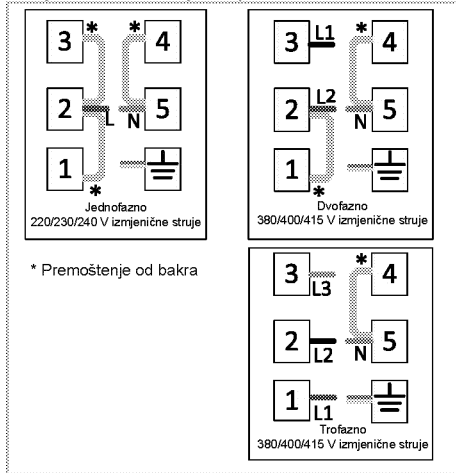 3 * * 4
2 L N 5
1 *
Jednofazno
220/230/240 V izmjenične struje
3 L1 * 4
2 L2 N 5
1 *
Dvofazno
380/400/415 V izmjenične struje
* Premoštenje od bakra
3 L3 * 4
2 L2 N 5
1 L1
Trofazno
380/400/415 V izmjenične struje